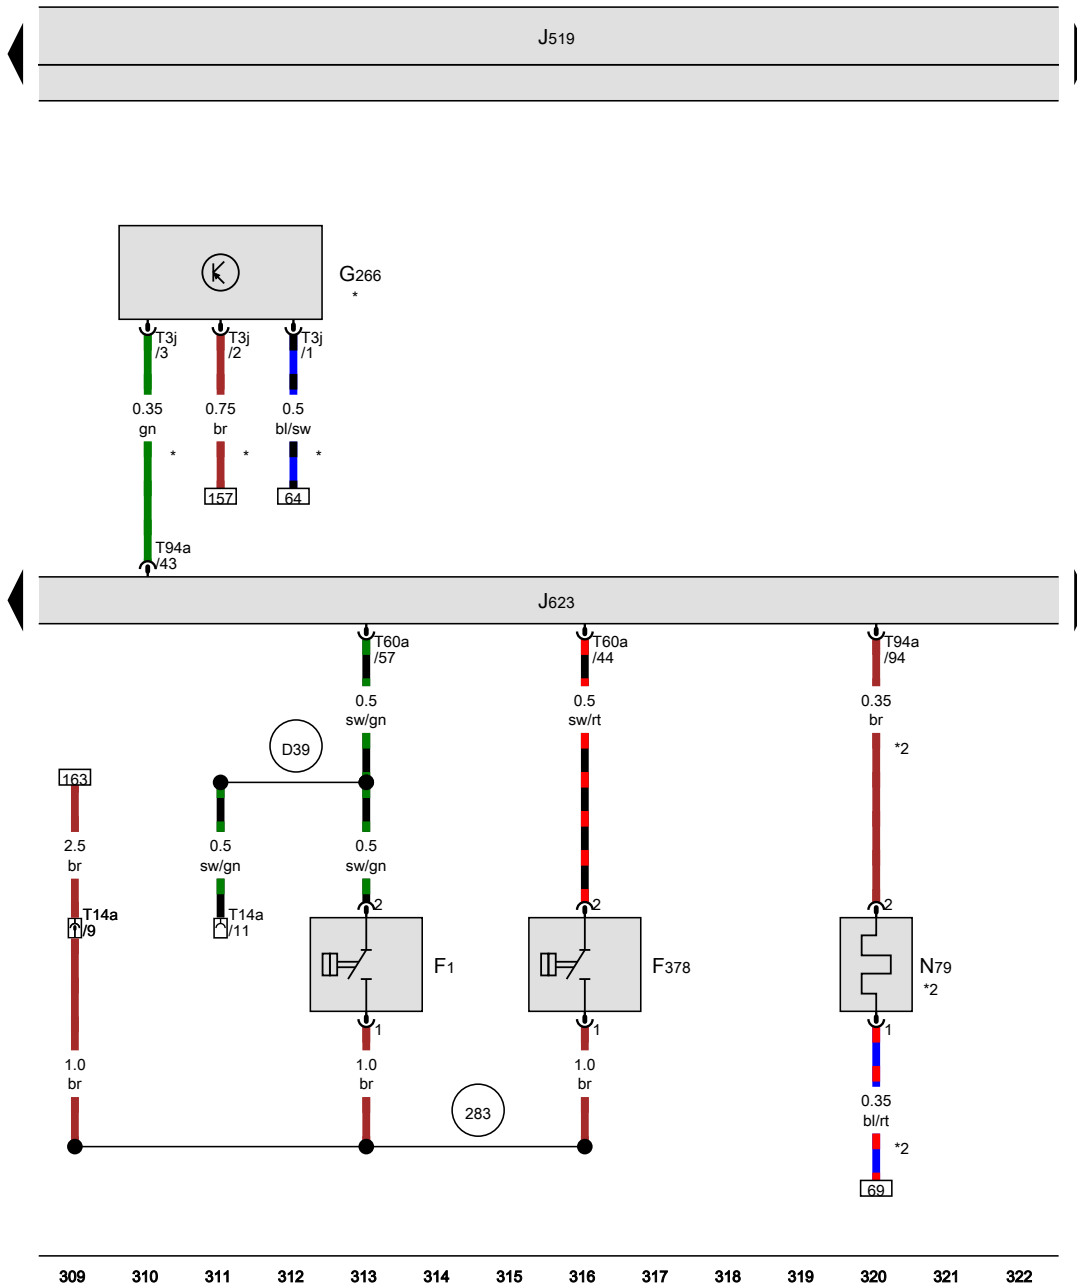 J519
G266
*
T3j
/3
T3j
/2
T3j
/1
0.35
gn
0.75
br
0.5
bl/sw
*
*
*
157
64
T94a
/43
J623
T60a
/57
T60a
/44
T94a
/94
0.5
sw/gn
0.5
sw/rt
0.35
br
*2
D39
163
2.5
br
0.5
sw/gn
0.5
sw/gn
T14a
/9
T14a
/11
2
2
2
F1
F378
N79
*2
1
1
1
1.0
br
1.0
br
1.0
br
283
0.35
bl/rt
*2
69
309 310 311 312 313 314 315 316 317 318 319 320 321 322